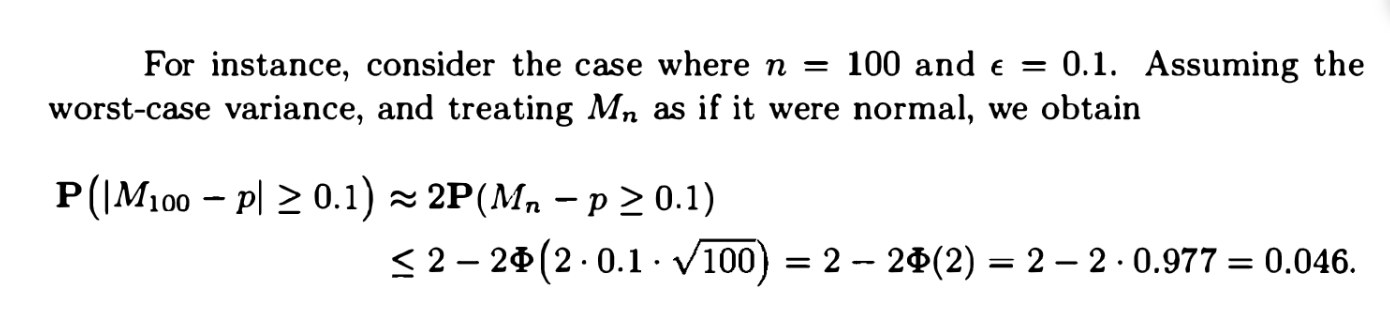 For instance, consider the case where n = 100 and ϵ = 0.1. Assuming the
worst-case variance, and treating Mₙ as if it were normal, we obtain
P(|M₁₀₀ − p| ≥ 0.1) ≈ 2P(Mₙ − p ≥ 0.1)
≤ 2 − 2Φ(2 · 0.1 · √100) = 2 − 2Φ(2) = 2 − 2 · 0.977 = 0.046.